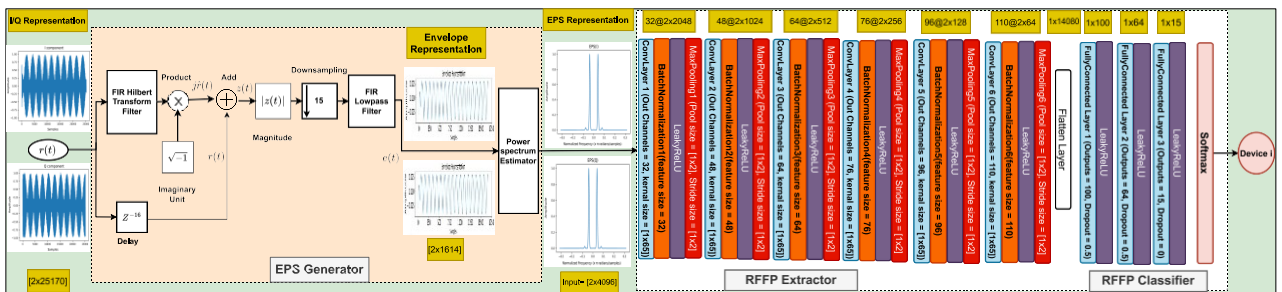 I/Q Representation
I component
Q component
[2x25170]
r(t)
FIR Hilbert
Transform
Filter
Product
X
jr̂(t)
Add
z(t)
|z(t)|
Magnitude
√−1
Imaginary
Unit
r(t)
Z⁻¹⁶
Delay
Downsampling
15
FIR
Lowpass
Filter
e(t)
Envelope
Representation
[2x1614]
Power
spectrum
Estimator
EPS Generator
EPS Representation
Input= [2x4096]
32@2x2048
ConvLayer 1 (Out Channels = 32, kernal size = [1x65])
BatchNormalization1(feature size = 32)
LeakyReLU
MaxPooling1 (Pool size = [1x2], Stride size = [1x2]
48@2x1024
ConvLayer 2 (Out Channels = 48, kernal size = [1x65])
BatchNormalization2(feature size = 48)
LeakyReLU
MaxPooling2 (Pool size = [1x2], Stride size = [1x2]
64@2x512
ConvLayer 3 (Out Channels = 64, kernal size = [1x65])
BatchNormalization3(feature size = 64)
LeakyReLU
MaxPooling3 (Pool size = [1x2], Stride size = [1x2]
76@2x256
ConvLayer 4 (Out Channels = 76, kernal size = [1x65])
BatchNormalization4(feature size = 76)
LeakyReLU
MaxPooling4 (Pool size = [1x2], Stride size = [1x2]
96@2x128
ConvLayer 5 (Out Channels = 96, kernal size = [1x65])
BatchNormalization5(feature size = 96)
LeakyReLU
MaxPooling5 (Pool size = [1x2], Stride size = [1x2]
110@2x64
ConvLayer 6 (Out Channels = 110, kernal size = [1x65])
BatchNormalization6(feature size = 110)
LeakyReLU
MaxPooling6 (Pool size = [1x2], Stride size = [1x2]
1x14080
Flatten Layer
RFFP Extractor
1x100
FullyConnected Layer 1 (Outputs = 100, Dropout = 0.5)
LeakyReLU
1x64
FullyConnected Layer 2 (Outputs = 64, Dropout = 0.5)
LeakyReLU
1x15
FullyConnected Layer 3 (Outputs = 15, Dropout = 0)
LeakyReLU
Softmax
RFFP Classifier
Device i